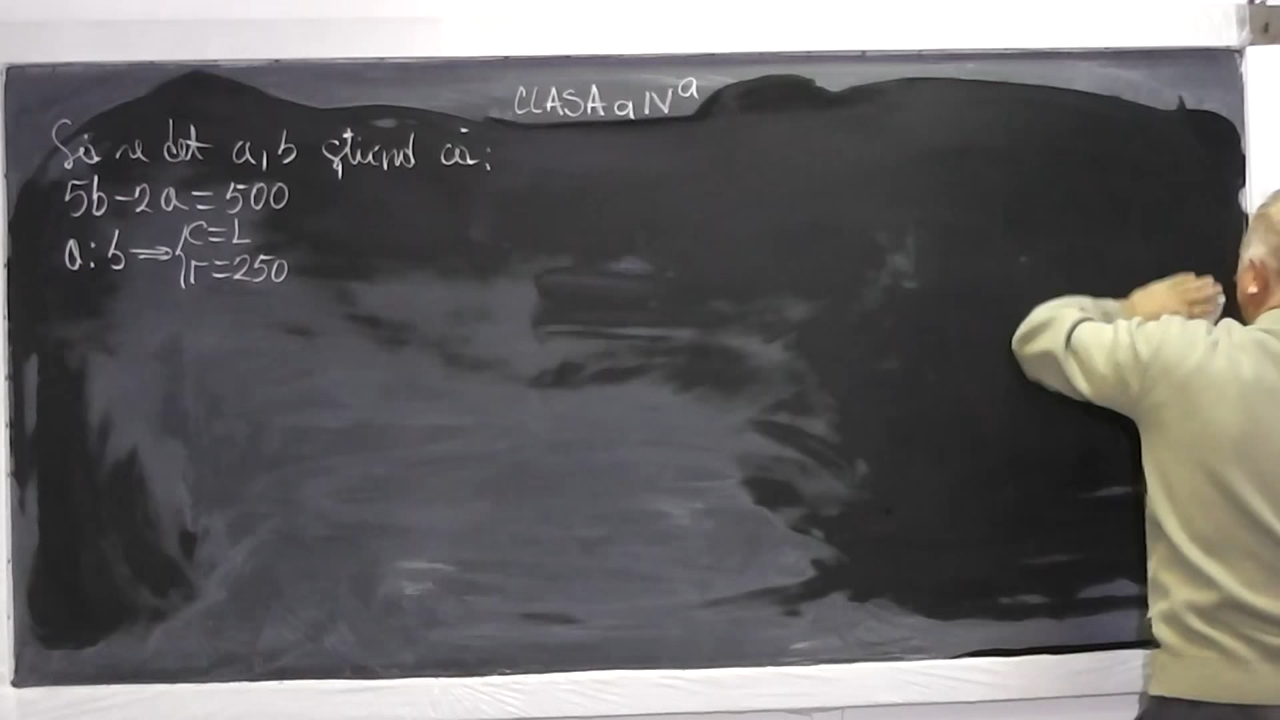 CLASA a IV a
Să se det a, b știind că:
5b-2a=500
a:b⇒{c=1
r=250